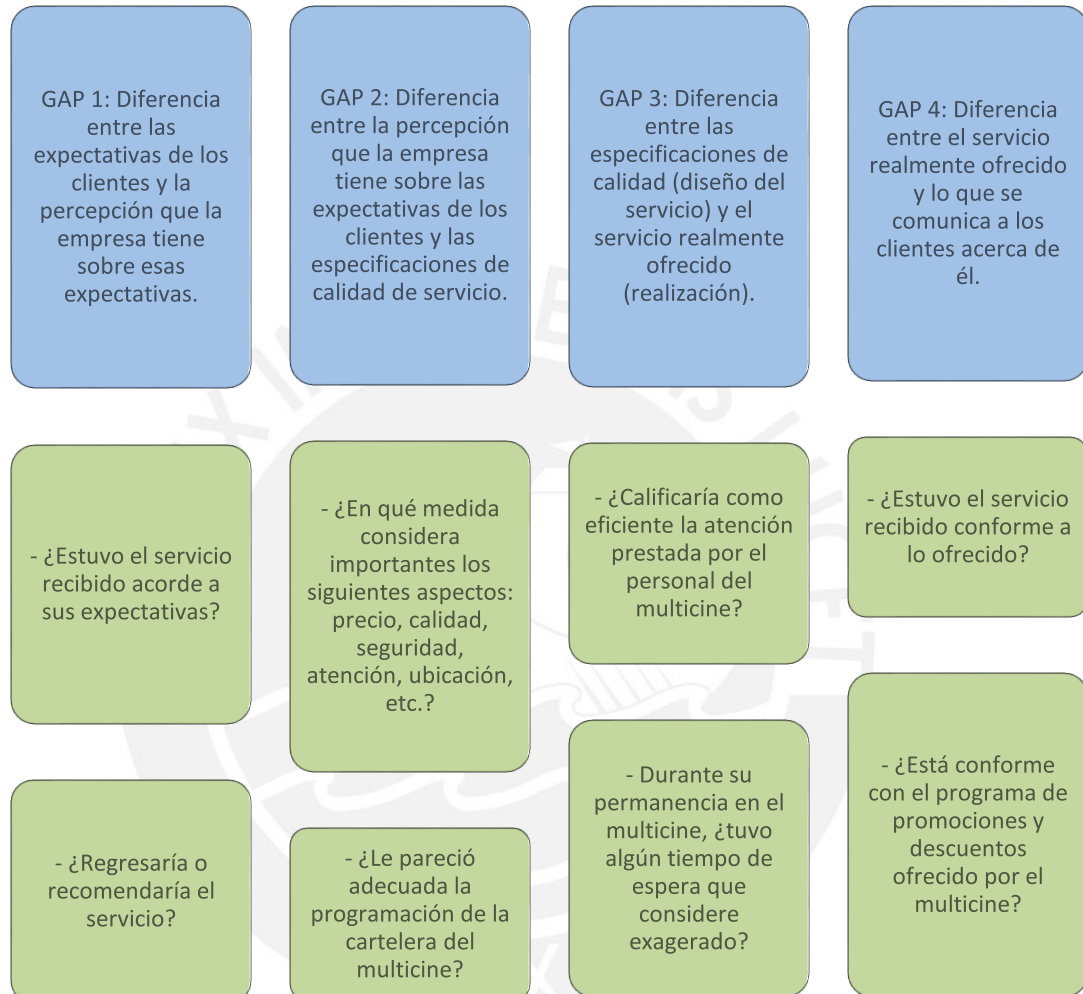 GAP 1: Diferencia
entre las
expectativas de los
clientes y la
percepción que la
empresa tiene
sobre esas
expectativas.
GAP 2: Diferencia
entre la percepción
que la empresa
tiene sobre las
expectativas de los
clientes y las
especificaciones de
calidad de servicio.
GAP 3: Diferencia
entre las
especificaciones de
calidad (diseño del
servicio) y el
servicio realmente
ofrecido
(realización).
GAP 4: Diferencia
entre el servicio
realmente ofrecido
y lo que se
comunica a los
clientes acerca de
él.
- ¿Estuvo el servicio
recibido acorde a
sus expectativas?
- ¿En qué medida
considera
importantes los
siguientes aspectos:
precio, calidad,
seguridad,
atención, ubicación,
etc.?
- ¿Calificaría como
eficiente la atención
prestada por el
personal del
multicine?
- ¿Estuvo el servicio
recibido conforme a
lo ofrecido?
- ¿Regresaría o
recomendaría el
servicio?
- ¿Le pareció
adecuada la
programación de la
cartelera del
multicine?
- Durante su
permanencia en el
multicine, ¿tuvo
algún tiempo de
espera que
considere
exagerado?
- ¿Está conforme
con el programa de
promociones y
descuentos
ofrecido por el
multicine?